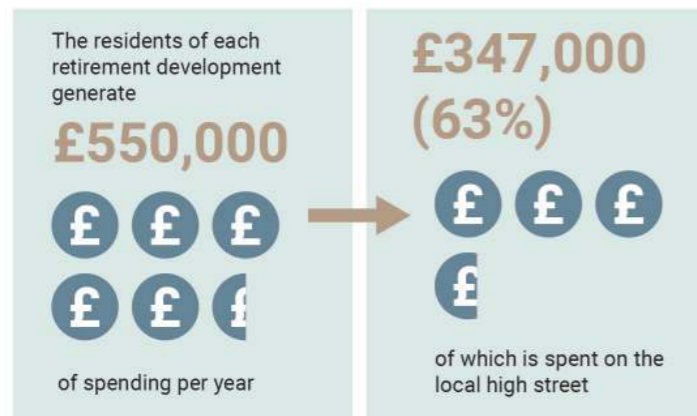 The residents of each
retirement development
generate
£550,000
£ £ £
£ £ £
of spending per year
£347,000
(63%)
£ £ £
£
of which is spent on the
local high street